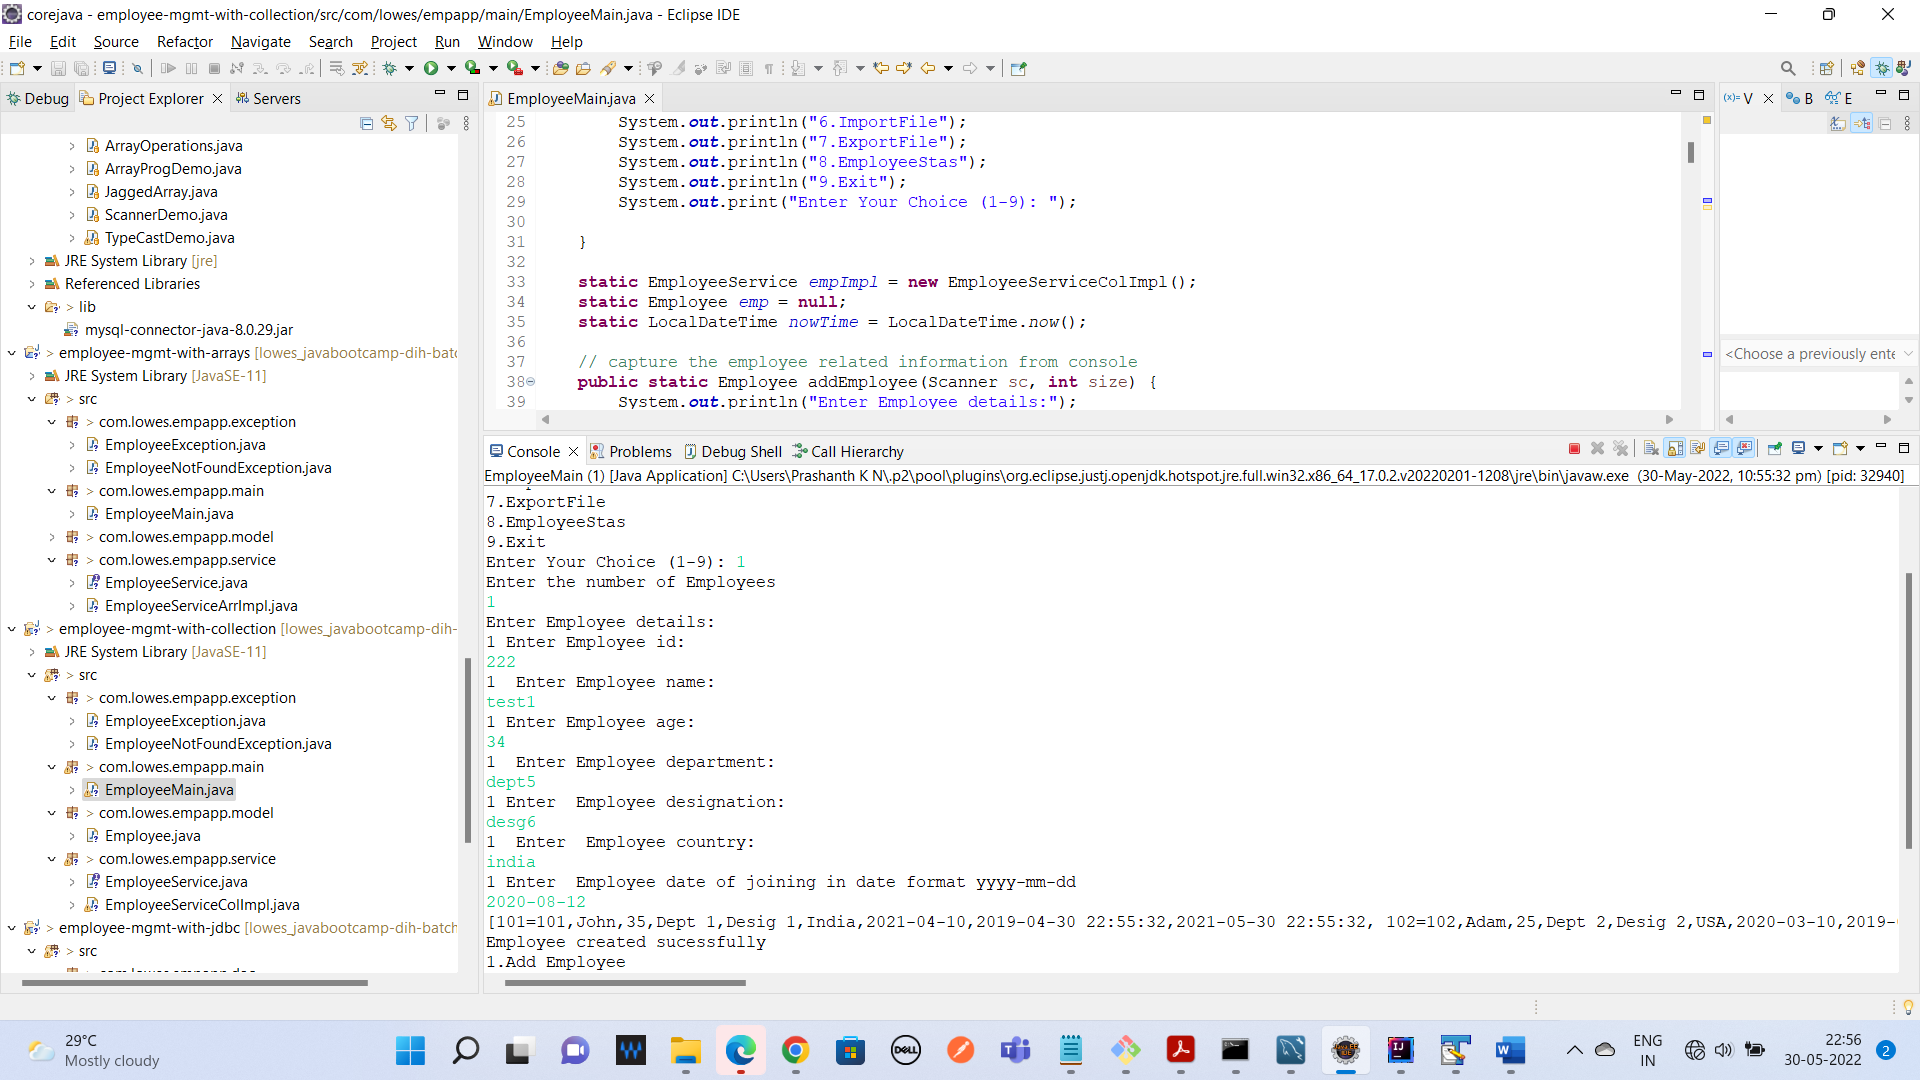 corejava - employee-mgmt-with-collection/src/com/lowes/empapp/main/EmployeeMain.java - Eclipse IDE
File Edit Source Refactor Navigate Search Project Run Window Help
Debug Project Explorer Servers
ArrayOperations.java
ArrayProgDemo.java
JaggedArray.java
ScannerDemo.java
TypeCastDemo.java
JRE System Library [jre]
Referenced Libraries
> lib
mysql-connector-java-8.0.29.jar
> employee-mgmt-with-arrays [lowes_javabootcamp-dih-batc
JRE System Library [JavaSE-11]
> src
> com.lowes.empapp.exception
EmployeeException.java
EmployeeNotFoundException.java
> com.lowes.empapp.main
EmployeeMain.java
> com.lowes.empapp.model
> com.lowes.empapp.service
EmployeeService.java
EmployeeServiceArrImpl.java
> employee-mgmt-with-collection [lowes_javabootcamp-dih-
JRE System Library [JavaSE-11]
> src
> com.lowes.empapp.exception
EmployeeException.java
EmployeeNotFoundException.java
> com.lowes.empapp.main
EmployeeMain.java
> com.lowes.empapp.model
Employee.java
> com.lowes.empapp.service
EmployeeService.java
EmployeeServiceColImpl.java
> employee-mgmt-with-jdbc [lowes_javabootcamp-dih-batch
> src
EmployeeMain.java
25 System.out.println("6.ImportFile");
26 System.out.println("7.ExportFile");
27 System.out.println("8.EmployeeStas");
28 System.out.println("9.Exit");
29 System.out.print("Enter Your Choice (1-9): ");
30
31 }
32
33 static EmployeeService empImpl = new EmployeeServiceColImpl();
34 static Employee emp = null;
35 static LocalDateTime nowTime = LocalDateTime.now();
36
37 // capture the employee related information from console
38 public static Employee addEmployee(Scanner sc, int size) {
39 System.out.println("Enter Employee details:");
(x)= V B E
<Choose a previously ente
Console Problems Debug Shell Call Hierarchy
EmployeeMain (1) [Java Application] C:\Users\Prashanth K N\.p2\pool\plugins\org.eclipse.justj.openjdk.hotspot.jre.full.win32.x86_64_17.0.2.v20220201-1208\jre\bin\javaw.exe (30-May-2022, 10:55:32 pm) [pid: 32940]
7.ExportFile
8.EmployeeStas
9.Exit
Enter Your Choice (1-9): 1
Enter the number of Employees
1
Enter Employee details:
1 Enter Employee id:
222
1  Enter Employee name:
test1
1 Enter Employee age:
34
1  Enter Employee department:
dept5
1 Enter  Employee designation:
desg6
1  Enter  Employee country:
india
1 Enter  Employee date of joining in date format yyyy-mm-dd
2020-08-12
[101=101,John,35,Dept 1,Desig 1,India,2021-04-10,2019-04-30 22:55:32,2021-05-30 22:55:32, 102=102,Adam,25,Dept 2,Desig 2,USA,2020-03-10,2019-
Employee created sucessfully
1.Add Employee
29°C
Mostly cloudy
DELL
ENG
IN
22:56
30-05-2022
2